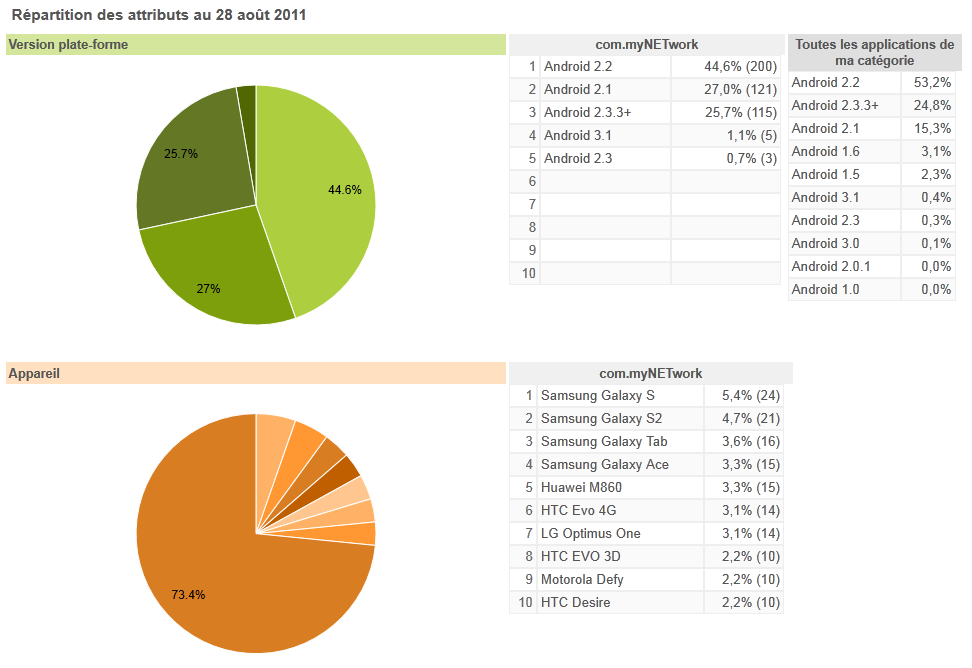 Répartition des attributs au 28 août 2011
Version plate-forme
44.6%
27%
25.7%
com.myNETwork
1 Android 2.2 44,6% (200)
2 Android 2.1 27,0% (121)
3 Android 2.3.3+ 25,7% (115)
4 Android 3.1 1,1% (5)
5 Android 2.3 0,7% (3)
6
7
8
9
10
Toutes les applications de
ma catégorie
Android 2.2 53,2%
Android 2.3.3+ 24,8%
Android 2.1 15,3%
Android 1.6 3,1%
Android 1.5 2,3%
Android 3.1 0,4%
Android 2.3 0,3%
Android 3.0 0,1%
Android 2.0.1 0,0%
Android 1.0 0,0%
Appareil
73.4%
com.myNETwork
1 Samsung Galaxy S 5,4% (24)
2 Samsung Galaxy S2 4,7% (21)
3 Samsung Galaxy Tab 3,6% (16)
4 Samsung Galaxy Ace 3,3% (15)
5 Huawei M860 3,3% (15)
6 HTC Evo 4G 3,1% (14)
7 LG Optimus One 3,1% (14)
8 HTC EVO 3D 2,2% (10)
9 Motorola Defy 2,2% (10)
10 HTC Desire 2,2% (10)